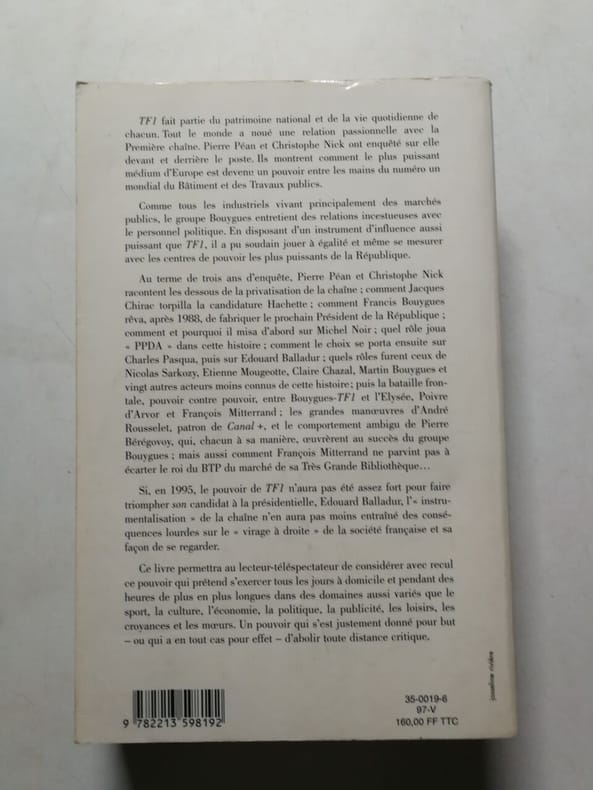 TF1 fait partie du patrimoine national et de la vie quotidienne de
chacun. Tout le monde a noué une relation passionnelle avec la
Première chaîne. Pierre Péan et Christophe Nick ont enquêté sur elle
devant et derrière le poste. Ils montrent comment le plus puissant
médium d'Europe est devenu un pouvoir entre les mains du numéro un
mondial du Bâtiment et des Travaux publics.
Comme tous les industriels vivant principalement des marchés
publics, le groupe Bouygues entretient des relations incestueuses avec
le personnel politique. En disposant d'un instrument d'influence aussi
puissant que TF1, il a pu soudain jouer à égalité et même se mesurer
avec les centres de pouvoir les plus puissants de la République.
Au terme de trois ans d'enquête, Pierre Péan et Christophe Nick
racontent les dessous de la privatisation de la chaîne ; comment Jacques
Chirac torpilla la candidature Hachette ; comment Francis Bouygues
rêva, après 1988, de fabriquer le prochain Président de la République ;
comment et pourquoi il misa d'abord sur Michel Noir ; quel rôle joua
« PPDA » dans cette histoire ; comment le choix se porta ensuite sur
Charles Pasqua, puis sur Edouard Balladur ; quels rôles furent ceux de
Nicolas Sarkozy, Etienne Mougeotte, Claire Chazal, Martin Bouygues et
vingt autres acteurs moins connus de cette histoire ; puis la bataille fron-
tale, pouvoir contre pouvoir, entre Bouygues-TF1 et l'Elysée, Poivre
d'Arvor et François Mitterrand ; les grandes manœuvres d'André
Rousselet, patron de Canal +, et le comportement ambigu de Pierre
Bérégovoy, qui, chacun à sa manière, œuvrèrent au succès du groupe
Bouygues ; mais aussi comment François Mitterrand ne parvint pas à
écarter le roi du BTP du marché de sa Très Grande Bibliothèque...
Si, en 1995, le pouvoir de TF1 n'aura pas été assez fort pour faire
triompher son candidat à la présidentielle, Edouard Balladur, l'« instru-
mentalisation » de la chaîne n'en aura pas moins entraîné des consé-
quences lourdes sur le « virage à droite » de la société française et sa
façon de se regarder.
Ce livre permettra au lecteur-téléspectateur de considérer avec recul
ce pouvoir qui prétend s'exercer tous les jours à domicile et pendant des
heures de plus en plus longues dans des domaines aussi variés que le
sport, la culture, l'économie, la politique, la publicité, les loisirs, les
croyances et les mœurs. Un pouvoir qui s'est justement donné pour but
– ou qui a en tout cas pour effet – d'abolir toute distance critique.
josseline rivière
9 782213 598192
35-0019-6
97-V
160,00 FF TTC